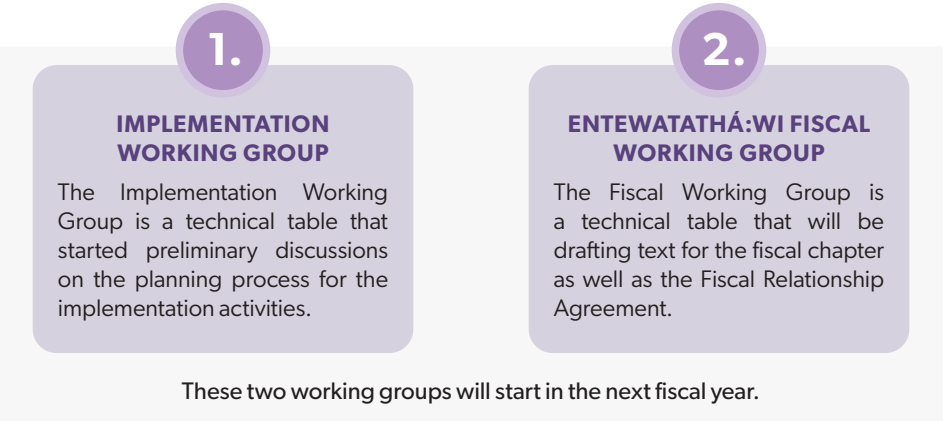 1.
IMPLEMENTATION
WORKING GROUP
The Implementation Working
Group is a technical table that
started preliminary discussions
on the planning process for the
implementation activities.
2.
ENTEWATATHÁ:WI FISCAL
WORKING GROUP
The Fiscal Working Group is
a technical table that will be
drafting text for the fiscal chapter
as well as the Fiscal Relationship
Agreement.
These two working groups will start in the next fiscal year.